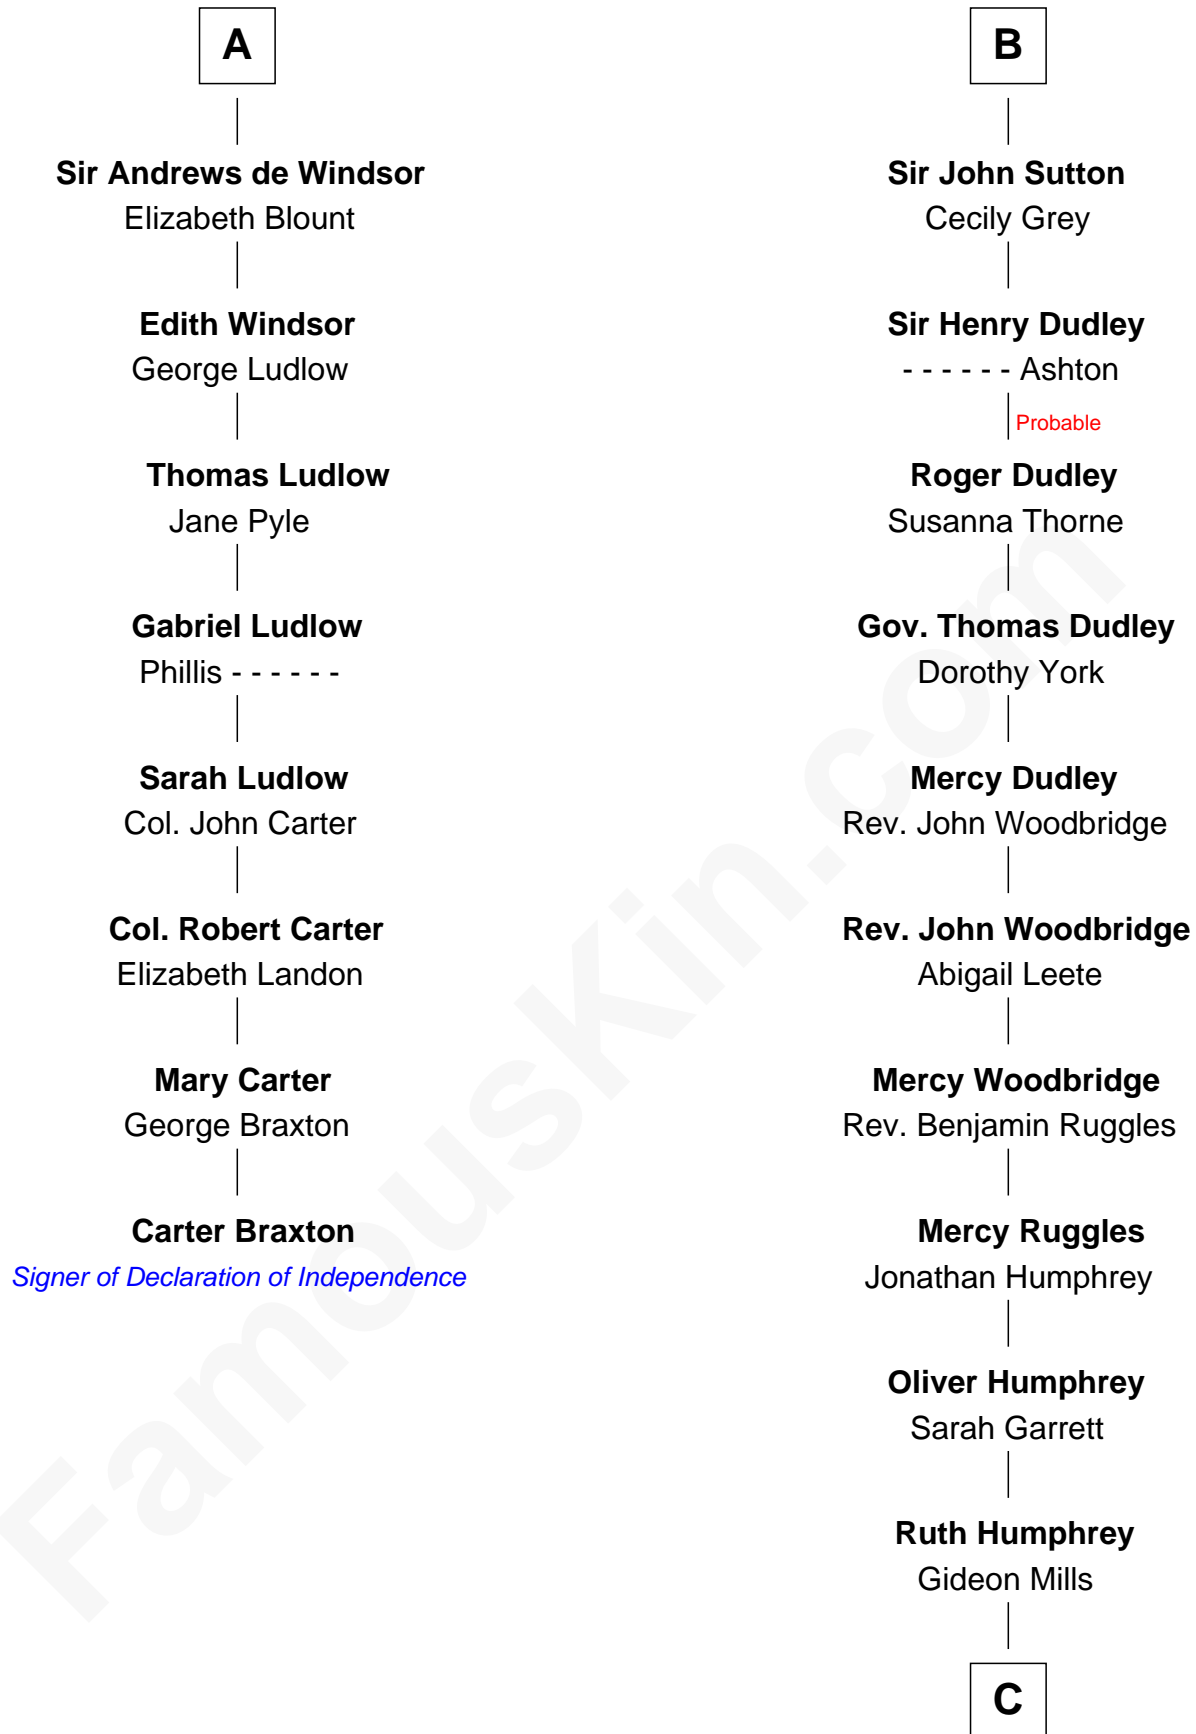 A
Sir Andrews de Windsor
Elizabeth Blount
Edith Windsor
George Ludlow
Thomas Ludlow
Jane Pyle
Gabriel Ludlow
Phillis - - - - - -
Sarah Ludlow
Col. John Carter
Col. Robert Carter
Elizabeth Landon
Mary Carter
George Braxton
Carter Braxton
Signer of Declaration of Independence
B
Sir John Sutton
Cecily Grey
Sir Henry Dudley
- - - - - - Ashton
Probable
Roger Dudley
Susanna Thorne
Gov. Thomas Dudley
Dorothy York
Mercy Dudley
Rev. John Woodbridge
Rev. John Woodbridge
Abigail Leete
Mercy Woodbridge
Rev. Benjamin Ruggles
Mercy Ruggles
Jonathan Humphrey
Oliver Humphrey
Sarah Garrett
Ruth Humphrey
Gideon Mills
C
FamousKin.com